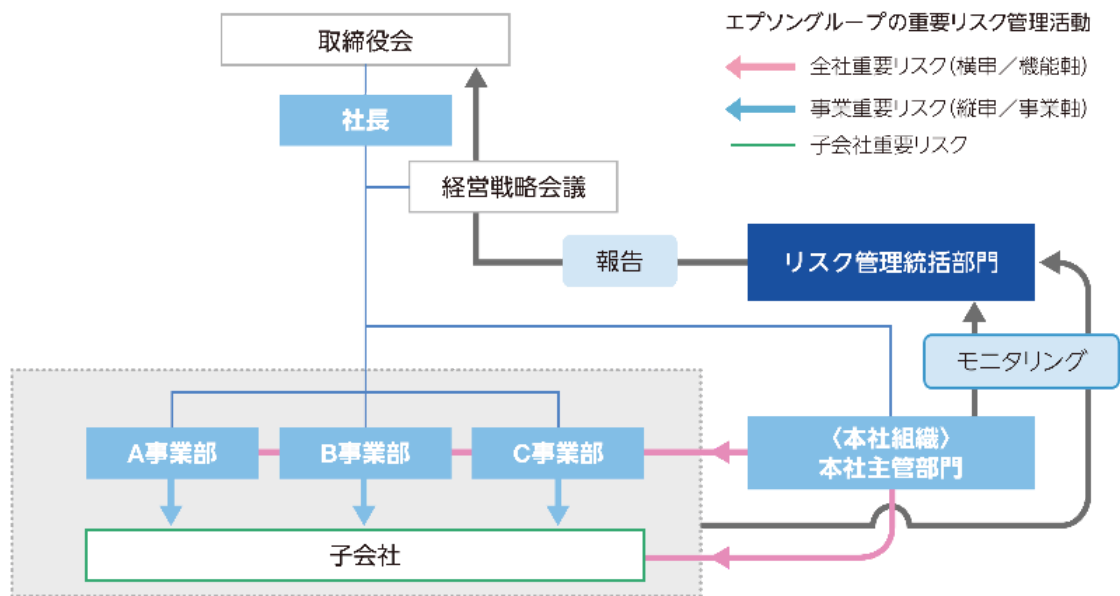 エプソングループの重要リスク管理活動
全社重要リスク(横串／機能軸)
事業重要リスク(縦串／事業軸)
子会社重要リスク
取締役会
社長
経営戦略会議
報告
リスク管理統括部門
モニタリング
A事業部
B事業部
C事業部
〈本社組織〉
本社主管部門
子会社